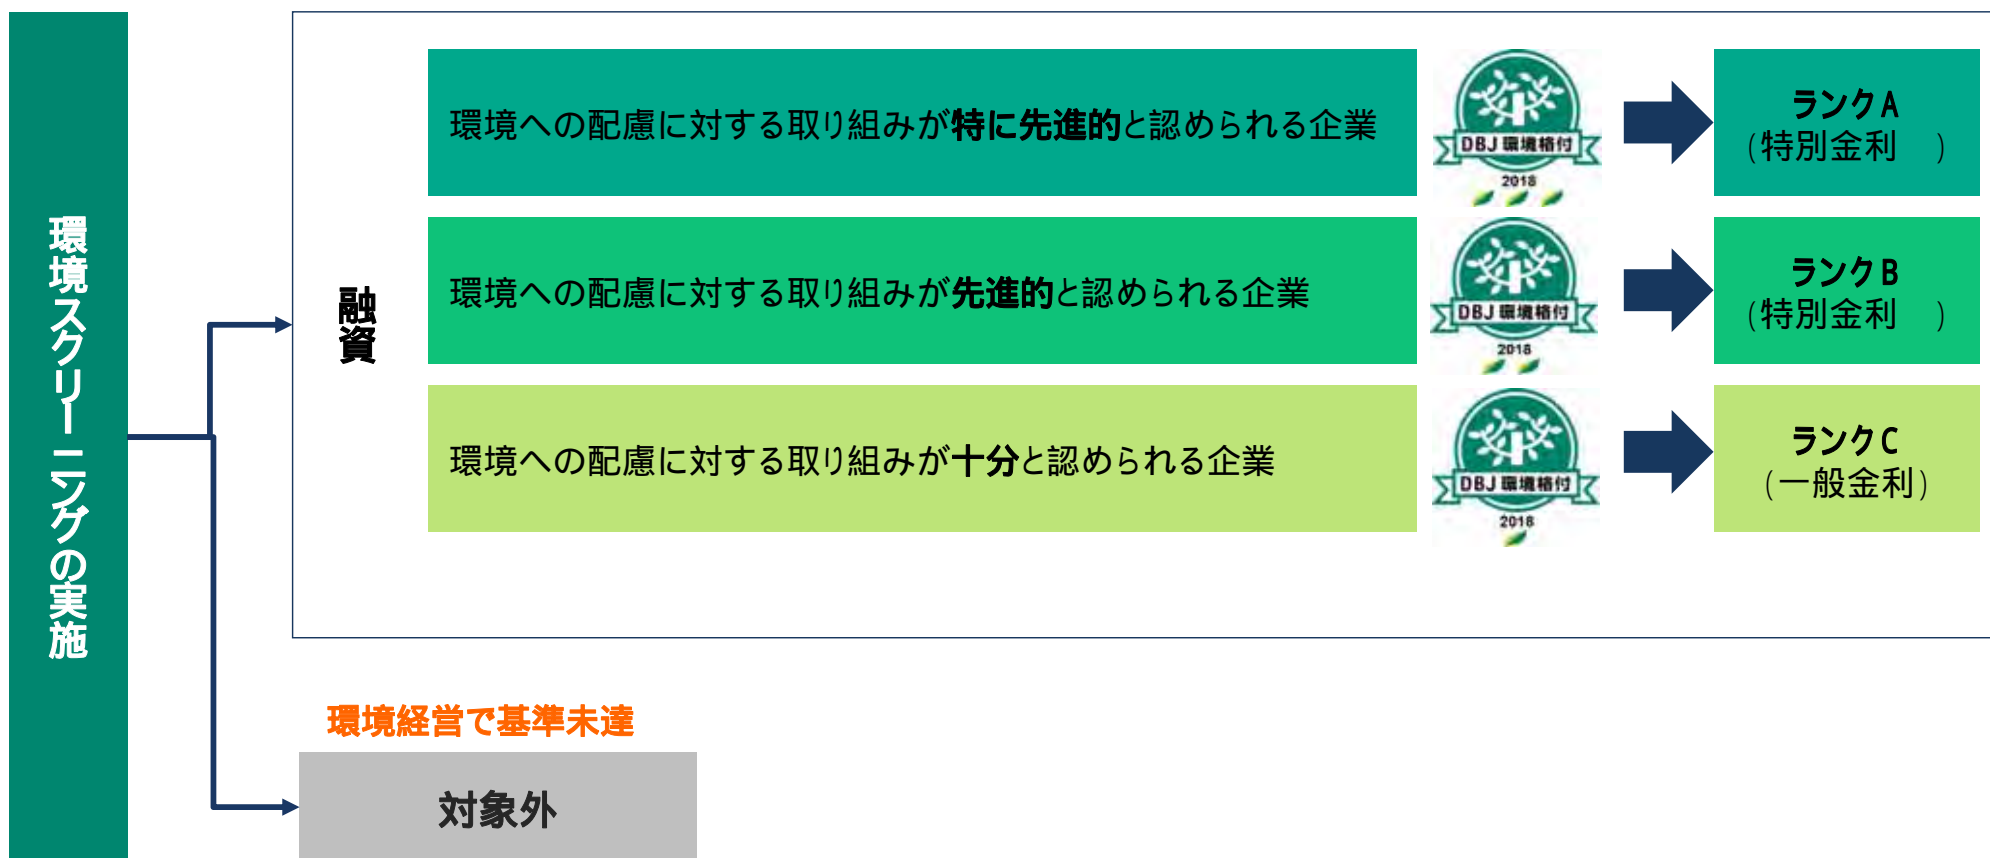 環境スクリーニングの実施
融資
環境への配慮に対する取り組みが特に先進的と認められる企業
DBJ 環境格付
2018
ランクA
(特別金利　)
環境への配慮に対する取り組みが先進的と認められる企業
DBJ 環境格付
2018
ランクB
(特別金利　)
環境への配慮に対する取り組みが十分と認められる企業
DBJ 環境格付
2018
ランクC
(一般金利)
環境経営で基準未達
対象外